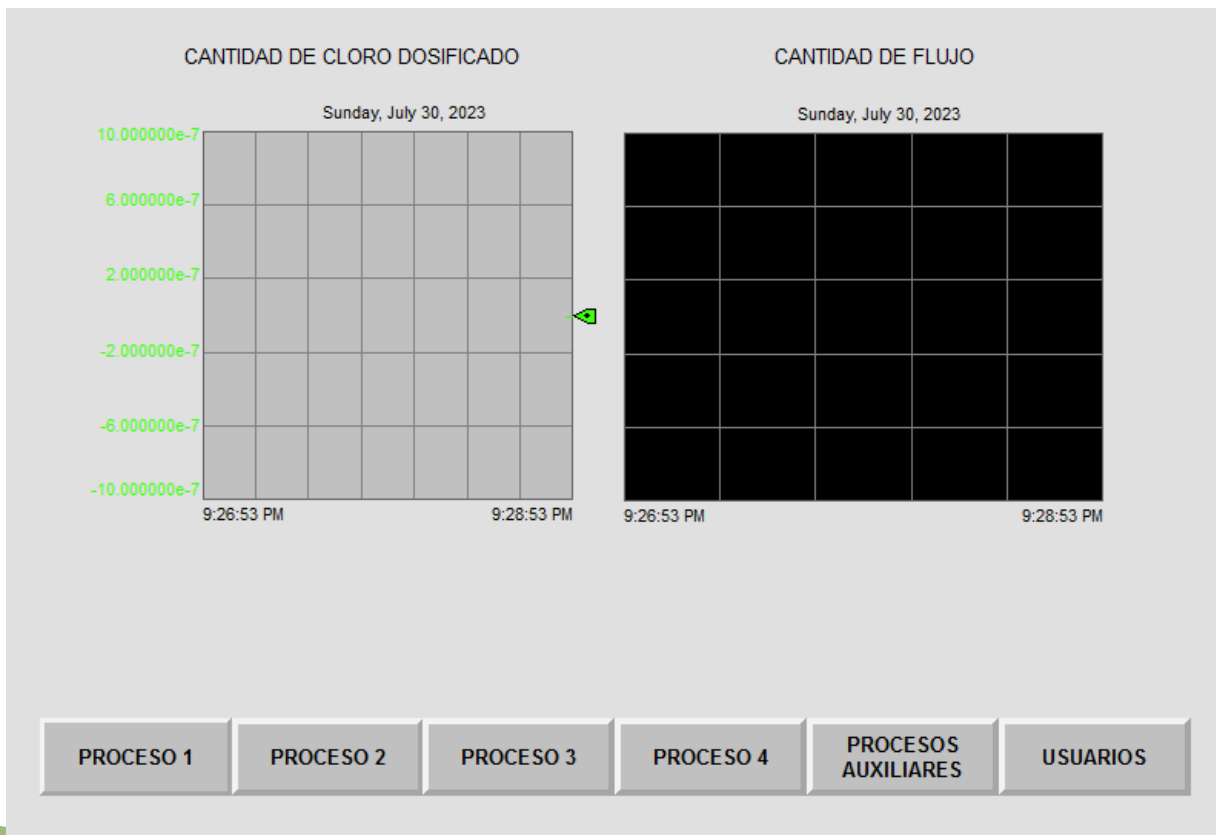 CANTIDAD DE CLORO DOSIFICADO
CANTIDAD DE FLUJO
Sunday, July 30, 2023
Sunday, July 30, 2023
10.000000e-7
6.000000e-7
2.000000e-7
-2.000000e-7
-6.000000e-7
-10.000000e-7
9:26:53 PM
9:28:53 PM
9:26:53 PM
9:28:53 PM
PROCESO 1
PROCESO 2
PROCESO 3
PROCESO 4
PROCESOS
AUXILIARES
USUARIOS